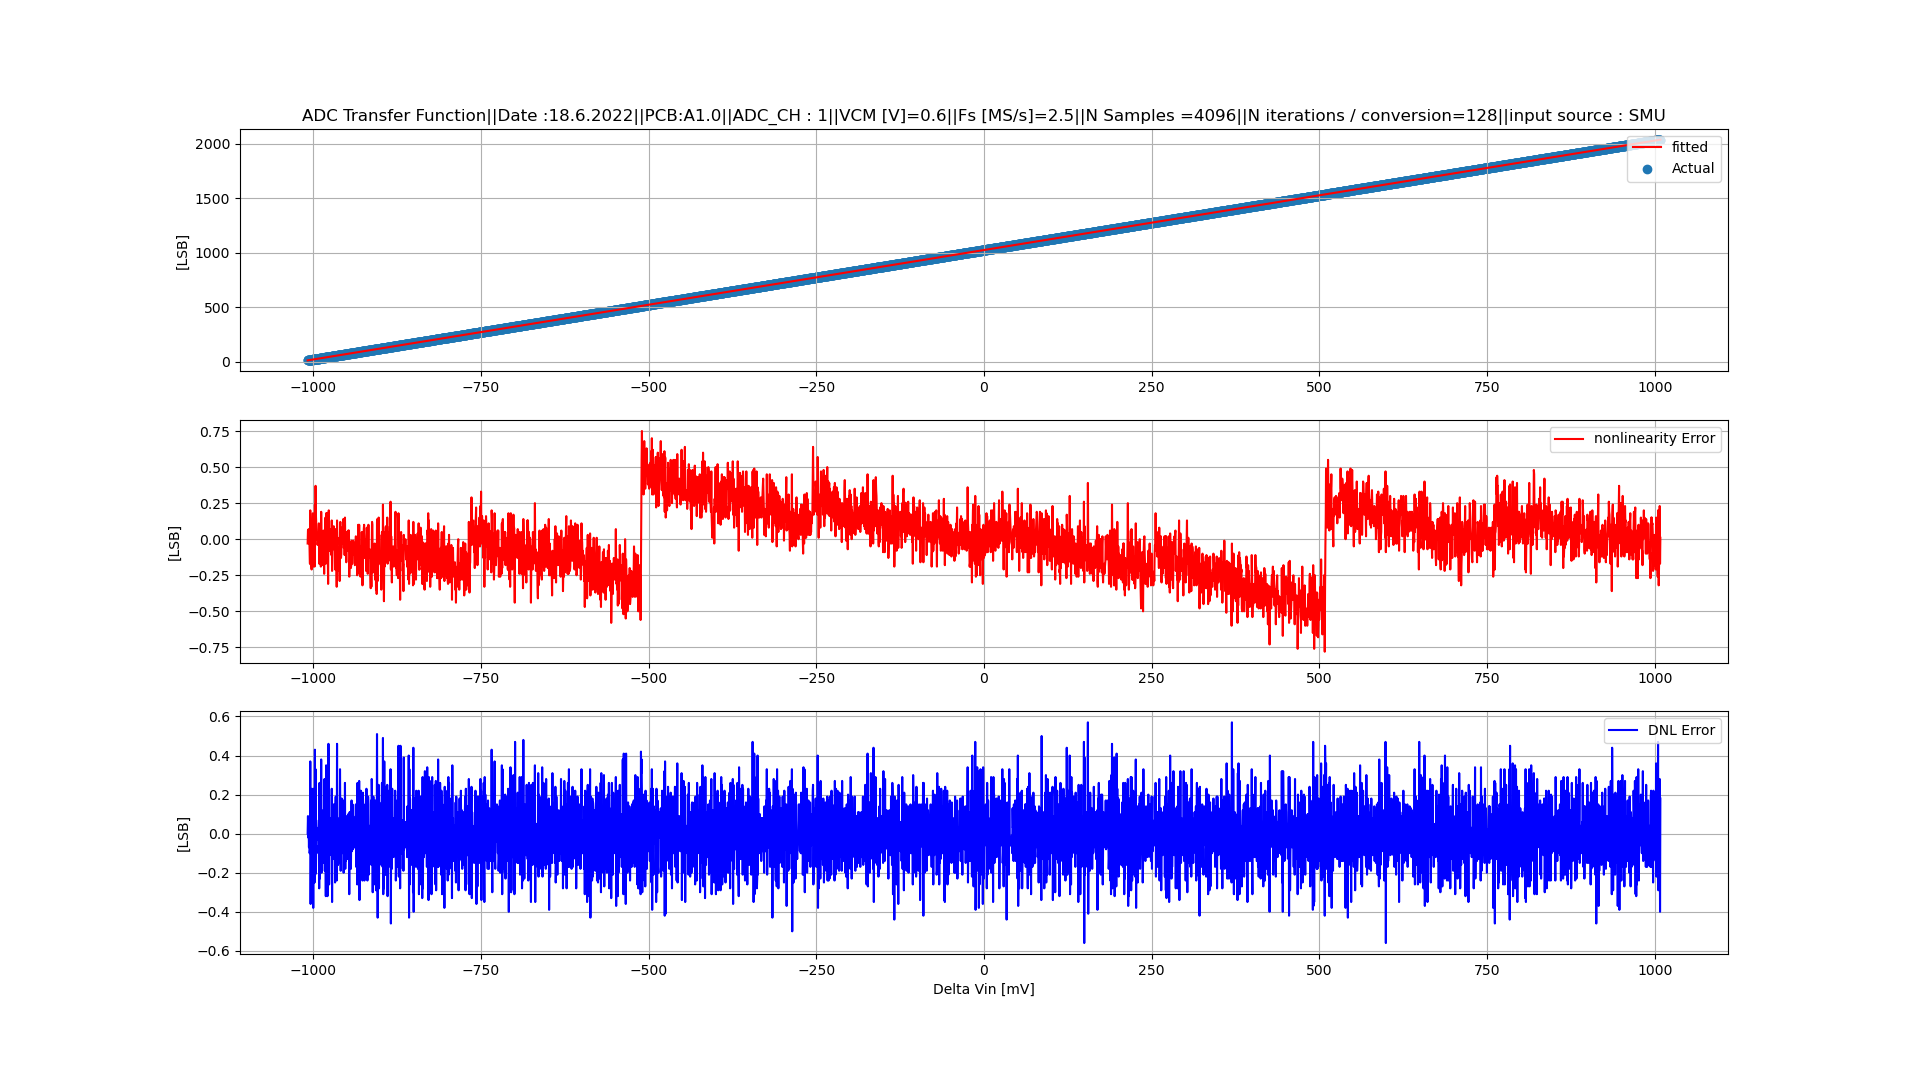 ADC Transfer Function||Date :18.6.2022||PCB:A1.0||ADC_CH : 1||VCM [V]=0.6||Fs [MS/s]=2.5||N Samples =4096||N iterations / conversion=128||input source : SMU
2000
1500
1000
500
0
[LSB]
fitted
Actual
−1000 −750 −500 −250 0 250 500 750 1000
0.75
0.50
0.25
0.00
−0.25
−0.50
−0.75
[LSB]
nonlinearity Error
−1000 −750 −500 −250 0 250 500 750 1000
0.6
0.4
0.2
0.0
−0.2
−0.4
−0.6
[LSB]
DNL Error
−1000 −750 −500 −250 0 250 500 750 1000
Delta Vin [mV]